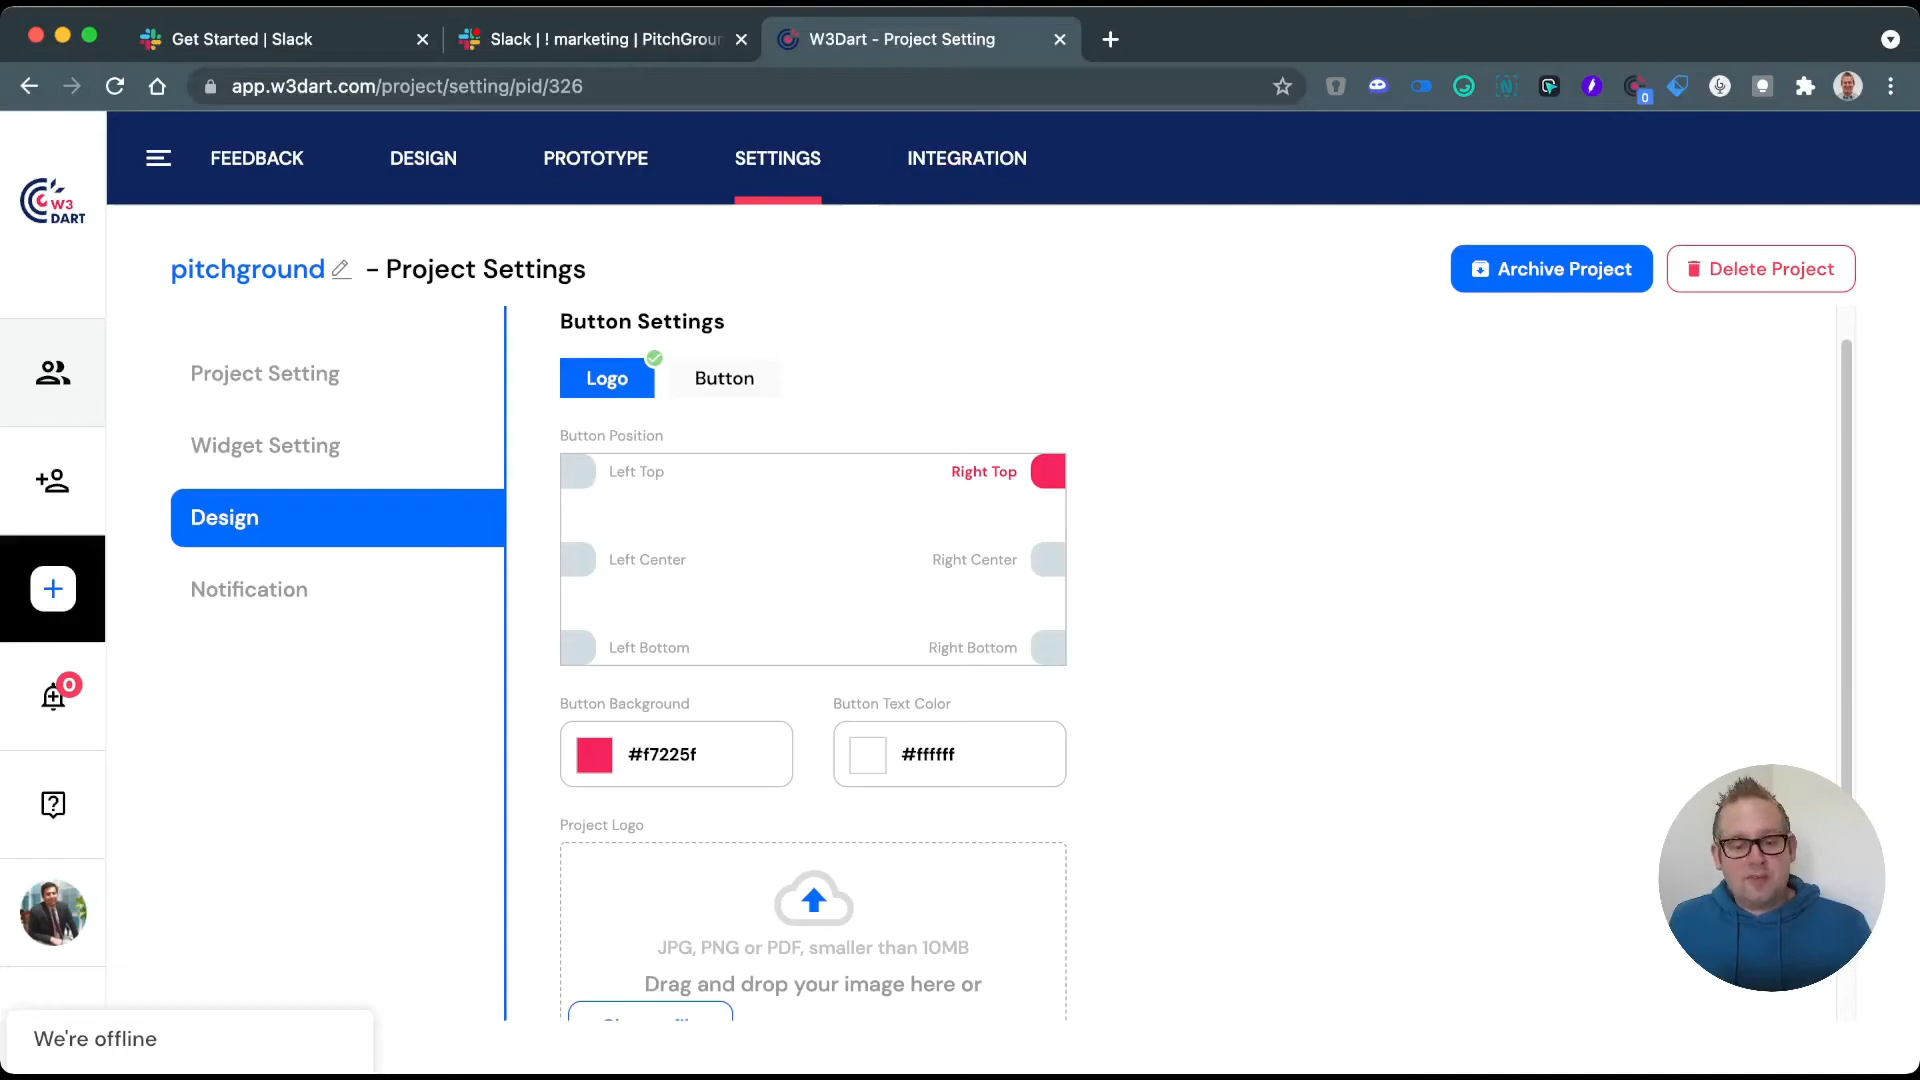 Get Started | Slack
Slack | ! marketing | PitchGroun
W3Dart - Project Setting
app.w3dart.com/project/setting/pid/326
0
W3
DART
FEEDBACK
DESIGN
PROTOTYPE
SETTINGS
INTEGRATION
pitchground - Project Settings
Archive Project
Delete Project
Project Setting
Widget Setting
Design
Notification
0
We're offline
Button Settings
Logo
Button
Button Position
Left Top
Right Top
Left Center
Right Center
Left Bottom
Right Bottom
Button Background
Button Text Color
#f7225f
#ffffff
Project Logo
JPG, PNG or PDF, smaller than 10MB
Drag and drop your image here or